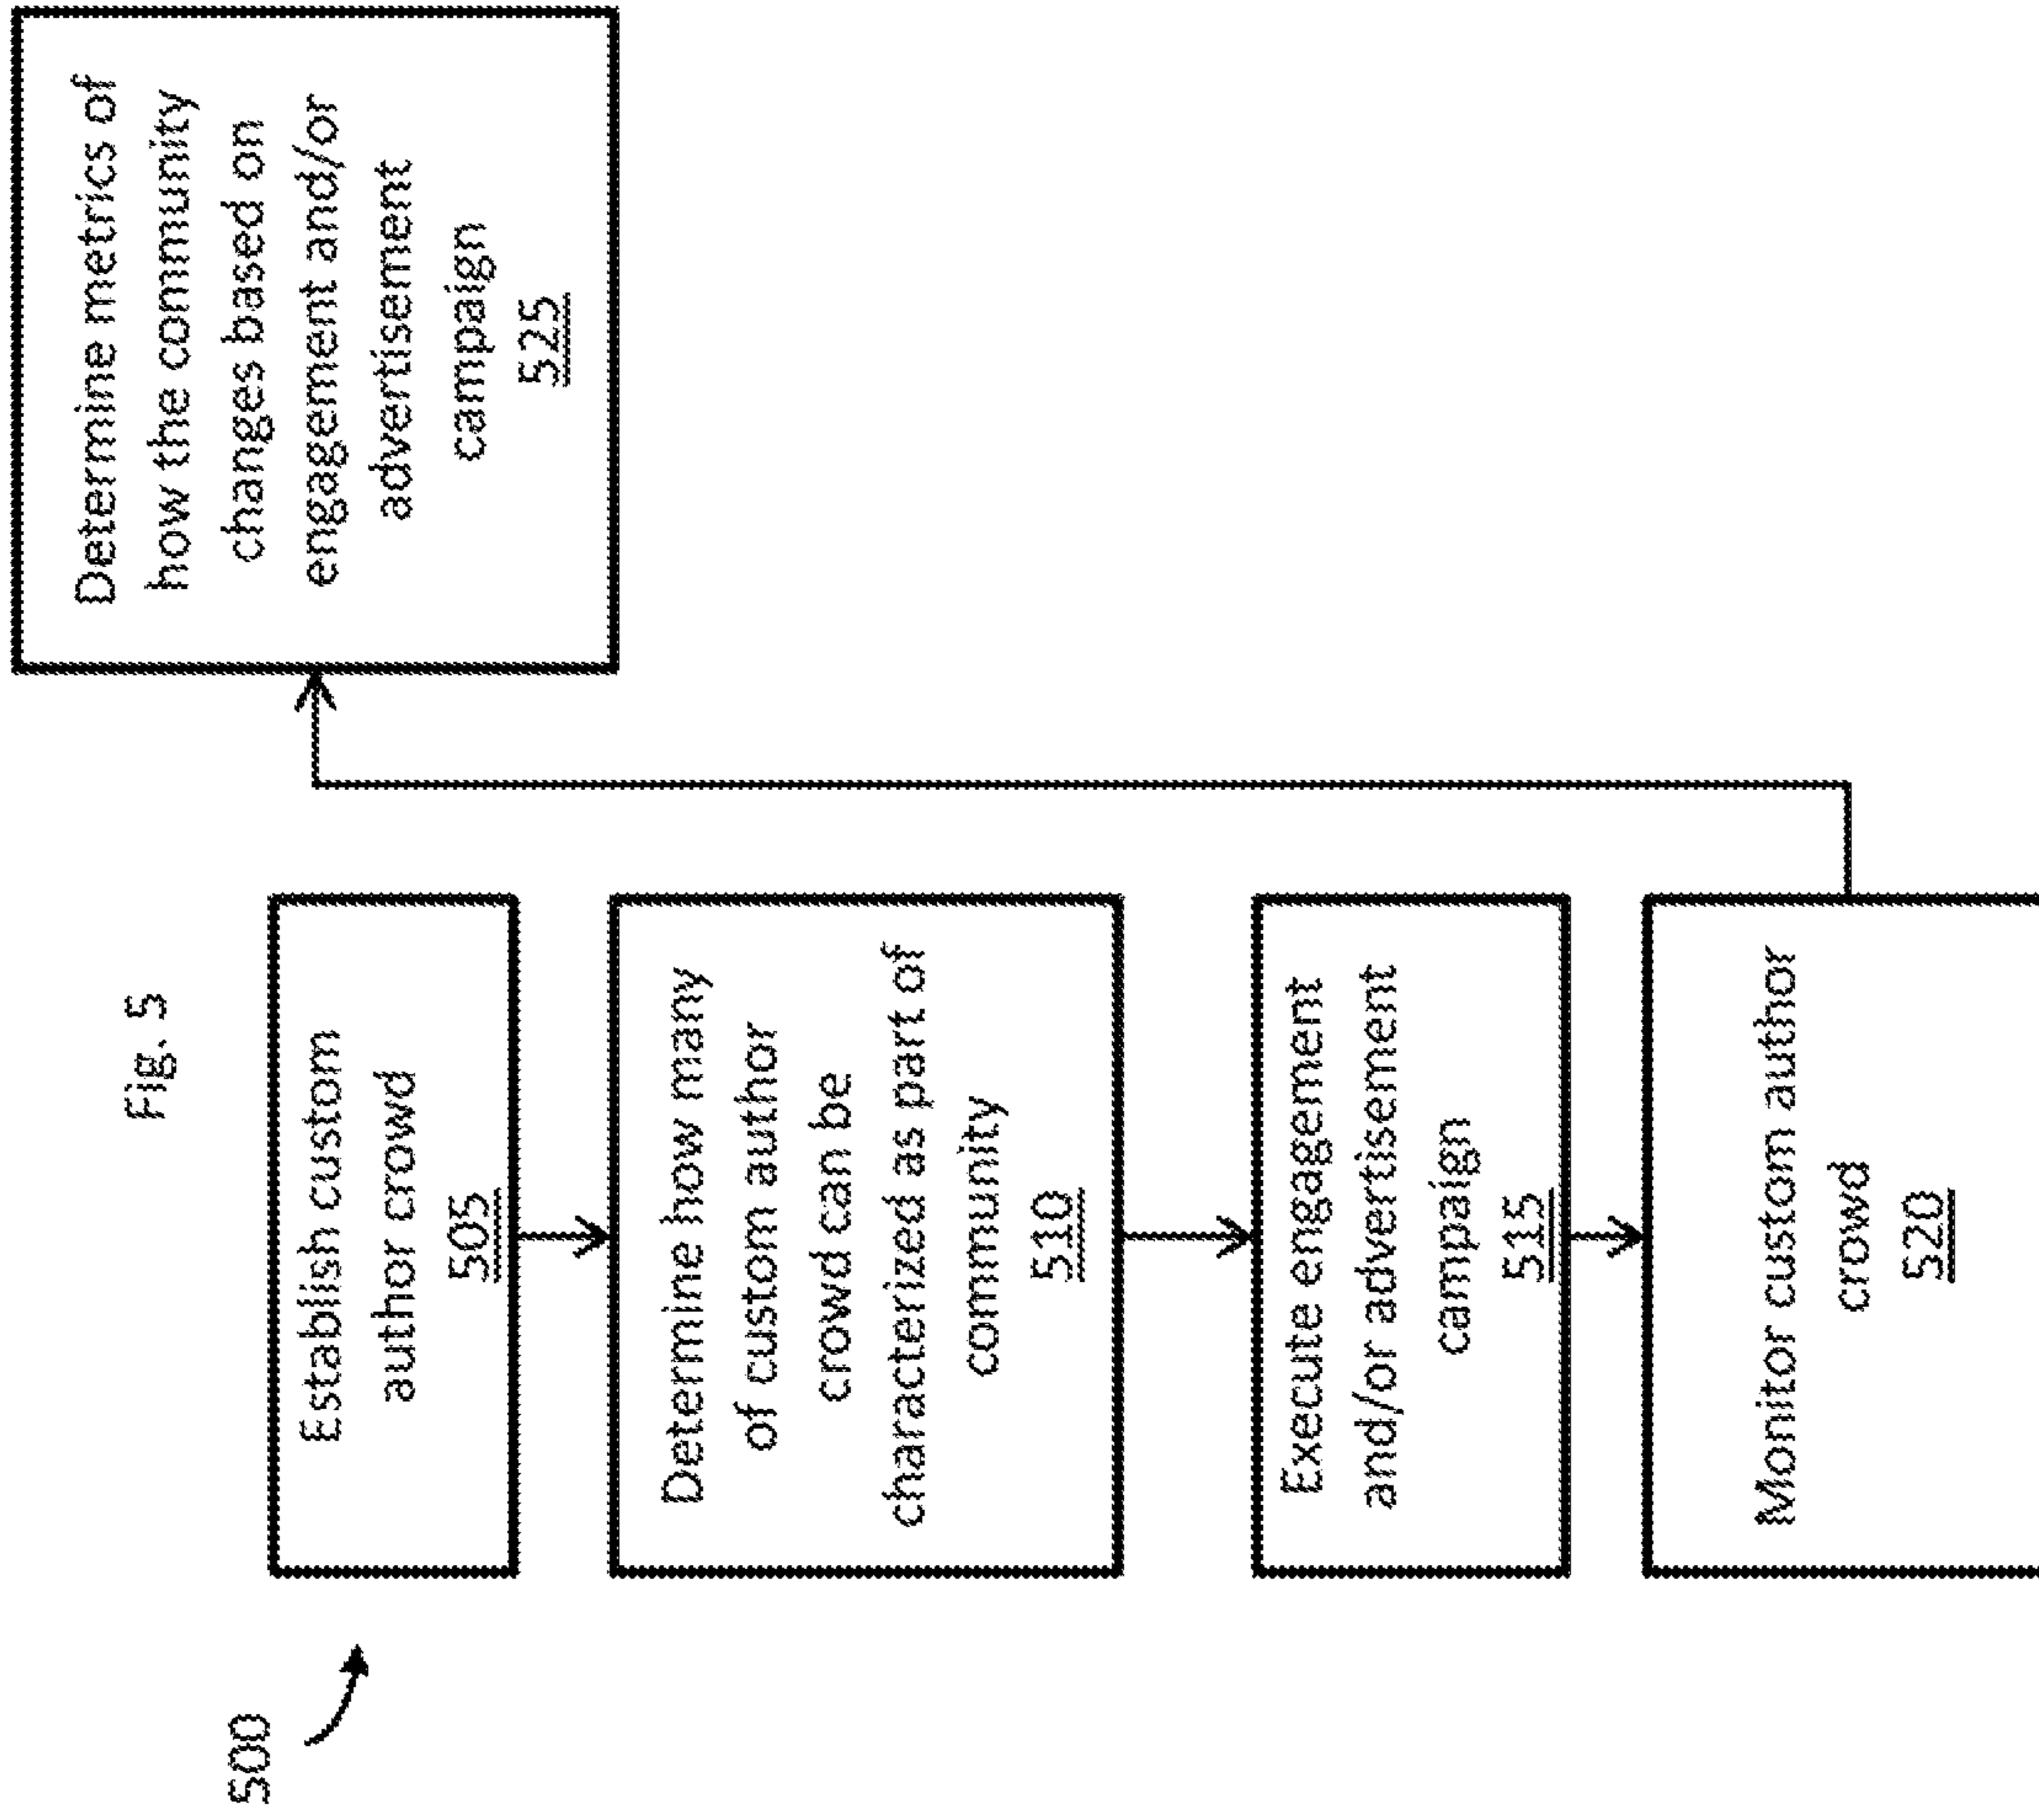 Fig. 5
500
Establish custom
author crowd
505
Determine how many
of custom author
crowd can be
characterized as part of
community
510
Execute engagement
and/or advertisement
campaign
515
Monitor custom author
crowd
520
Determine metrics of
how the community
changes based on
engagement and/or
advertisement
campaign
525